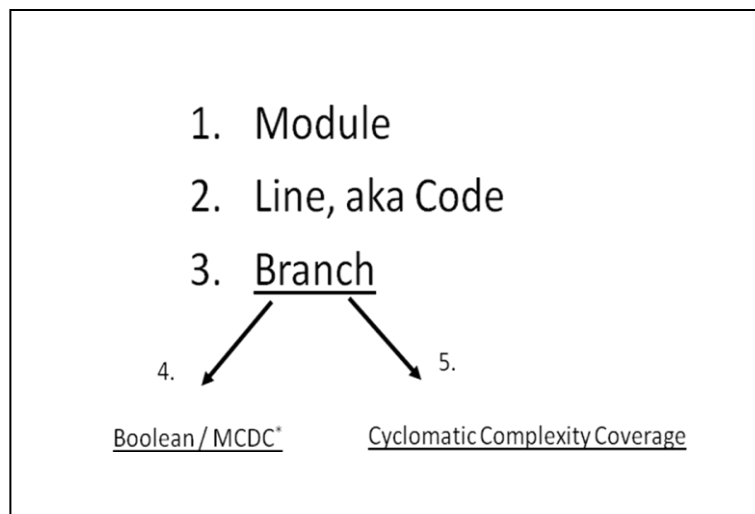 1. Module
2. Line, aka Code
3. Branch
4.
5.
Boolean / MCDC*
Cyclomatic Complexity Coverage